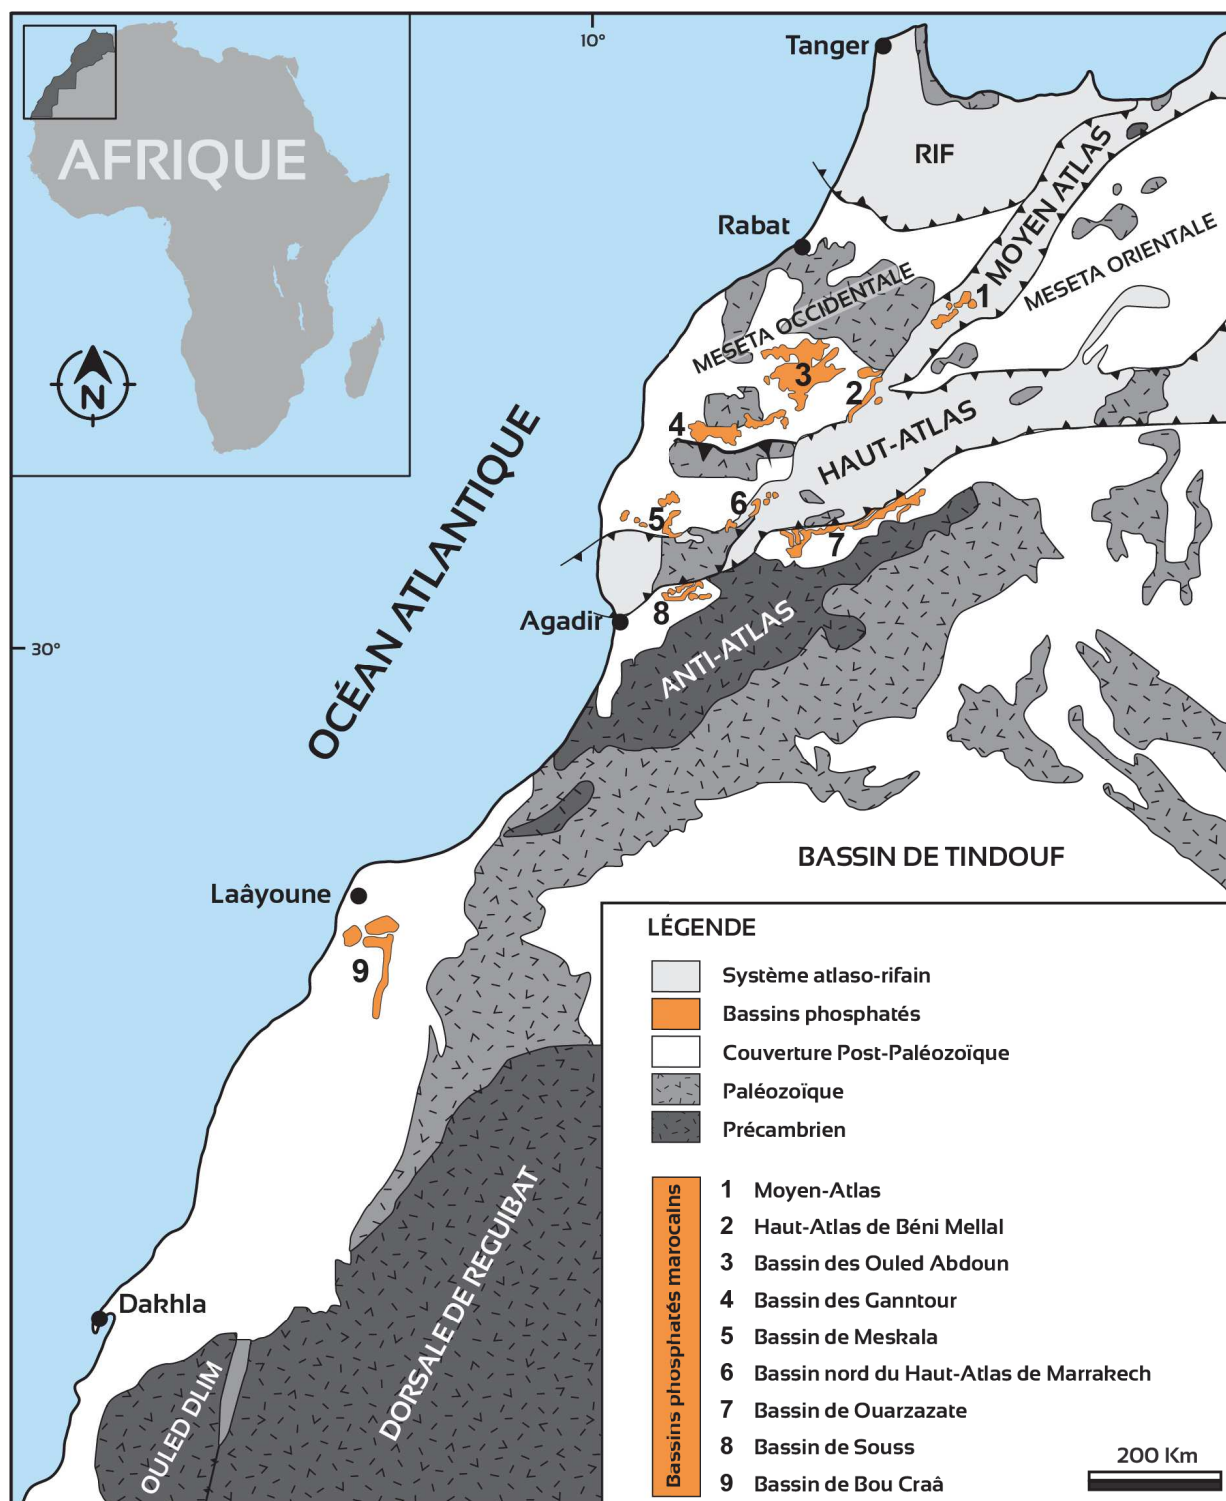 10°
Tanger
AFRIQUE
RIF
MOYEN ATLAS
Rabat
MESETA ORIENTALE
MESETA OCCIDENTALE
N
1
3
2
4
HAUT-ATLAS
OCÉAN ATLANTIQUE
6
5
7
8
Agadir
30°
ANTI-ATLAS
BASSIN DE TINDOUF
Laâyoune
9
LÉGENDE
Système atlaso-rifain
Bassins phosphatés
Couverture Post-Paléozoïque
Paléozoïque
Précambrien
Bassins phosphatés marocains
1 Moyen-Atlas
2 Haut-Atlas de Béni Mellal
3 Bassin des Ouled Abdoun
4 Bassin des Ganntour
5 Bassin de Meskala
6 Bassin nord du Haut-Atlas de Marrakech
7 Bassin de Ouarzazate
8 Bassin de Souss
9 Bassin de Bou Craâ
200 Km
Dakhla
DORSALE DE REGUIBAT
OULED DLIM